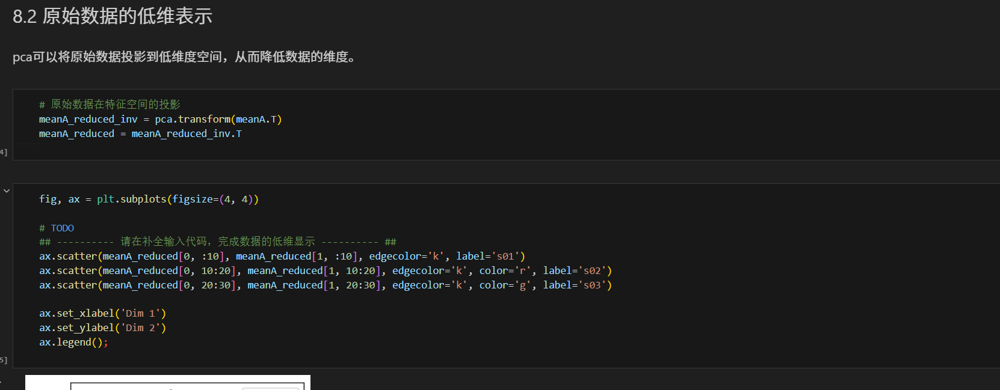 8.2 原始数据的低维表示
pca可以将原始数据投影到低维度空间，从而降低数据的维度。
# 原始数据在特征空间的投影
meanA_reduced_inv = pca.transform(meanA.T)
meanA_reduced = meanA_reduced_inv.T
4]
fig, ax = plt.subplots(figsize=(4, 4))
# TODO
## ---------- 请在补全输入代码，完成数据的低维显示 ---------- ##
ax.scatter(meanA_reduced[0, :10], meanA_reduced[1, :10], edgecolor='k', label='s01')
ax.scatter(meanA_reduced[0, 10:20], meanA_reduced[1, 10:20], edgecolor='k', color='r', label='s02')
ax.scatter(meanA_reduced[0, 20:30], meanA_reduced[1, 20:30], edgecolor='k', color='g', label='s03')
ax.set_xlabel('Dim 1')
ax.set_ylabel('Dim 2')
ax.legend();
5]